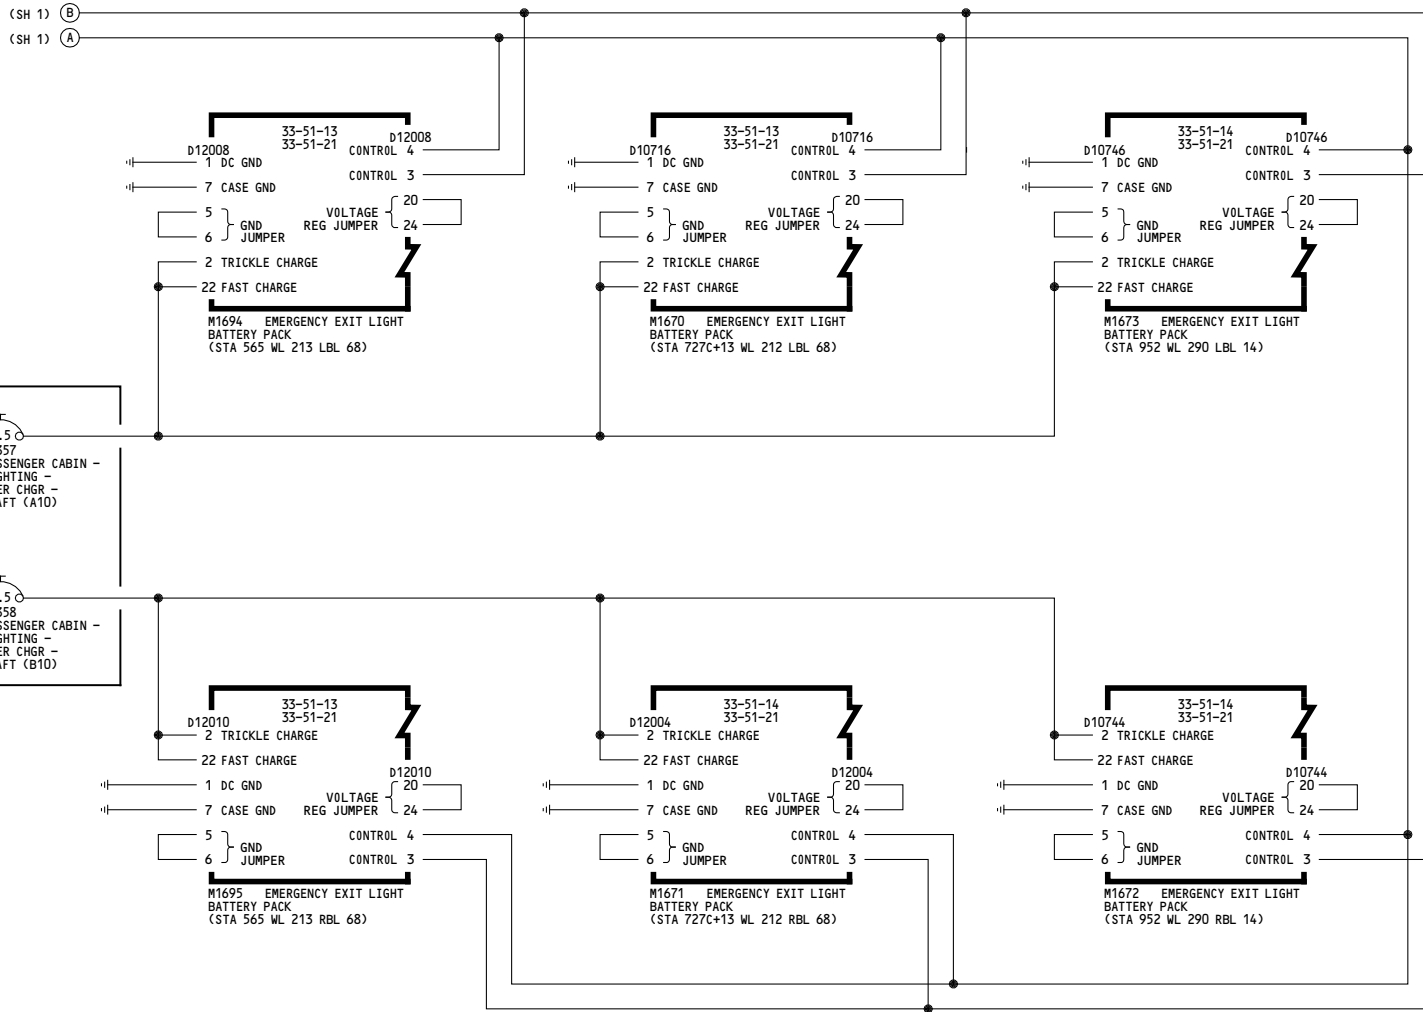 (SH 1) B
(SH 1) A
33-51-13
33-51-21
D12008
D12008
CONTROL 4
1 DC GND
CONTROL 3
7 CASE GND
20
5
VOLTAGE
GND
REG JUMPER
24
6
JUMPER
2 TRICKLE CHARGE
22 FAST CHARGE
M1694 EMERGENCY EXIT LIGHT
BATTERY PACK
(STA 565 WL 213 LBL 68)
33-51-13
33-51-21
D10716
D10716
CONTROL 4
1 DC GND
CONTROL 3
7 CASE GND
20
5
VOLTAGE
GND
REG JUMPER
24
6
JUMPER
2 TRICKLE CHARGE
22 FAST CHARGE
M1670 EMERGENCY EXIT LIGHT
BATTERY PACK
(STA 727C+13 WL 212 LBL 68)
33-51-14
33-51-21
D10746
D10746
CONTROL 4
1 DC GND
CONTROL 3
7 CASE GND
20
5
VOLTAGE
GND
REG JUMPER
24
6
JUMPER
2 TRICKLE CHARGE
22 FAST CHARGE
M1673 EMERGENCY EXIT LIGHT
BATTERY PACK
(STA 952 WL 290 LBL 14)
.5
357
SSENGER CABIN -
GHTING -
ER CHGR -
AFT (A10)
.5
358
SSENGER CABIN -
GHTING -
ER CHGR -
AFT (B10)
33-51-13
33-51-21
D12010
2 TRICKLE CHARGE
22 FAST CHARGE
D12010
1 DC GND
20
VOLTAGE
7 CASE GND
REG JUMPER
24
5
CONTROL 4
GND
6
JUMPER
CONTROL 3
M1695 EMERGENCY EXIT LIGHT
BATTERY PACK
(STA 565 WL 213 RBL 68)
33-51-14
33-51-21
D12004
2 TRICKLE CHARGE
22 FAST CHARGE
D12004
1 DC GND
20
VOLTAGE
7 CASE GND
REG JUMPER
24
5
CONTROL 4
GND
6
JUMPER
CONTROL 3
M1671 EMERGENCY EXIT LIGHT
BATTERY PACK
(STA 727C+13 WL 212 RBL 68)
33-51-14
33-51-21
D10744
2 TRICKLE CHARGE
22 FAST CHARGE
D10744
1 DC GND
20
VOLTAGE
7 CASE GND
REG JUMPER
24
5
CONTROL 4
GND
6
JUMPER
CONTROL 3
M1672 EMERGENCY EXIT LIGHT
BATTERY PACK
(STA 952 WL 290 RBL 14)